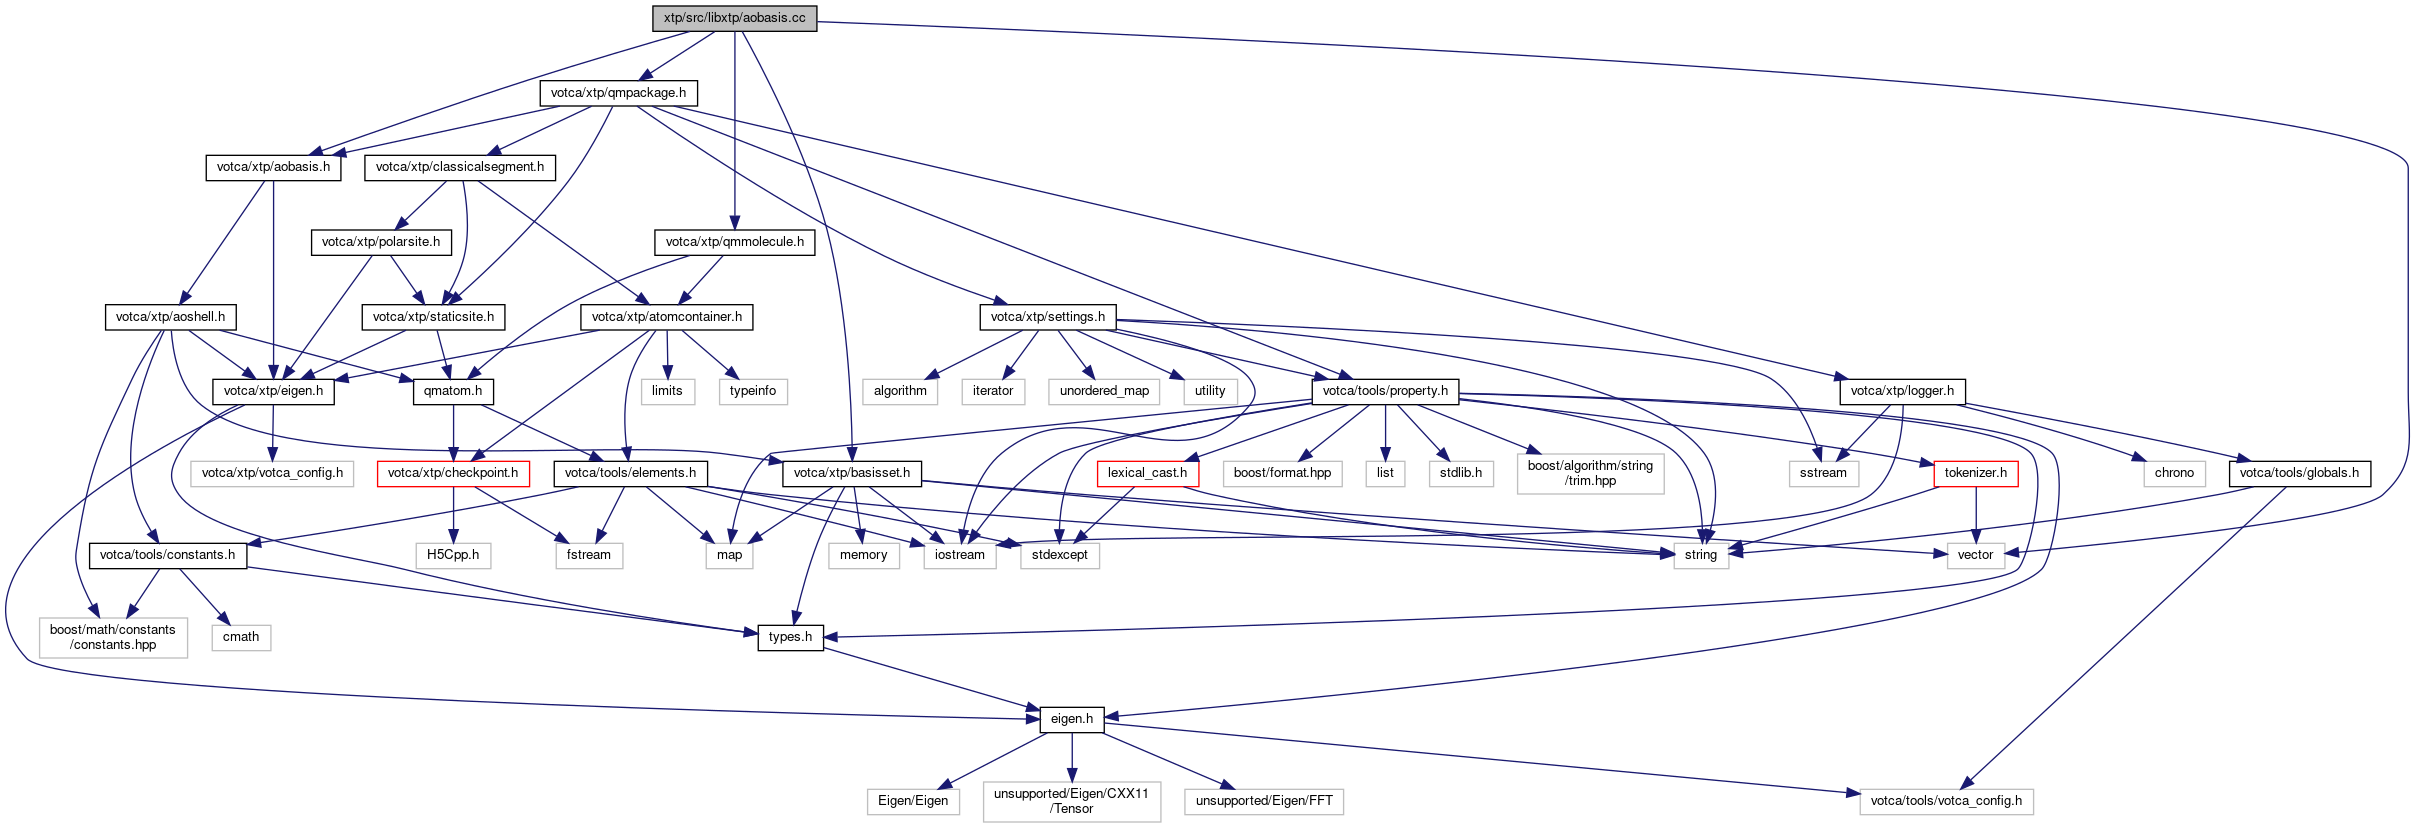 xtp/src/libxtp/aobasis.cc
votca/xtp/qmpackage.h
votca/xtp/aobasis.h
votca/xtp/classicalsegment.h
votca/xtp/polarsite.h
votca/xtp/qmmolecule.h
votca/xtp/aoshell.h
votca/xtp/staticsite.h
votca/xtp/atomcontainer.h
votca/xtp/settings.h
votca/xtp/eigen.h
qmatom.h
limits
typeinfo
algorithm
iterator
unordered_map
utility
votca/tools/property.h
votca/xtp/logger.h
votca/xtp/votca_config.h
votca/xtp/checkpoint.h
votca/tools/elements.h
votca/xtp/basisset.h
lexical_cast.h
boost/format.hpp
list
stdlib.h
boost/algorithm/string
/trim.hpp
sstream
tokenizer.h
chrono
votca/tools/globals.h
votca/tools/constants.h
H5Cpp.h
fstream
map
memory
iostream
stdexcept
string
vector
boost/math/constants
/constants.hpp
cmath
types.h
eigen.h
Eigen/Eigen
unsupported/Eigen/CXX11
/Tensor
unsupported/Eigen/FFT
votca/tools/votca_config.h